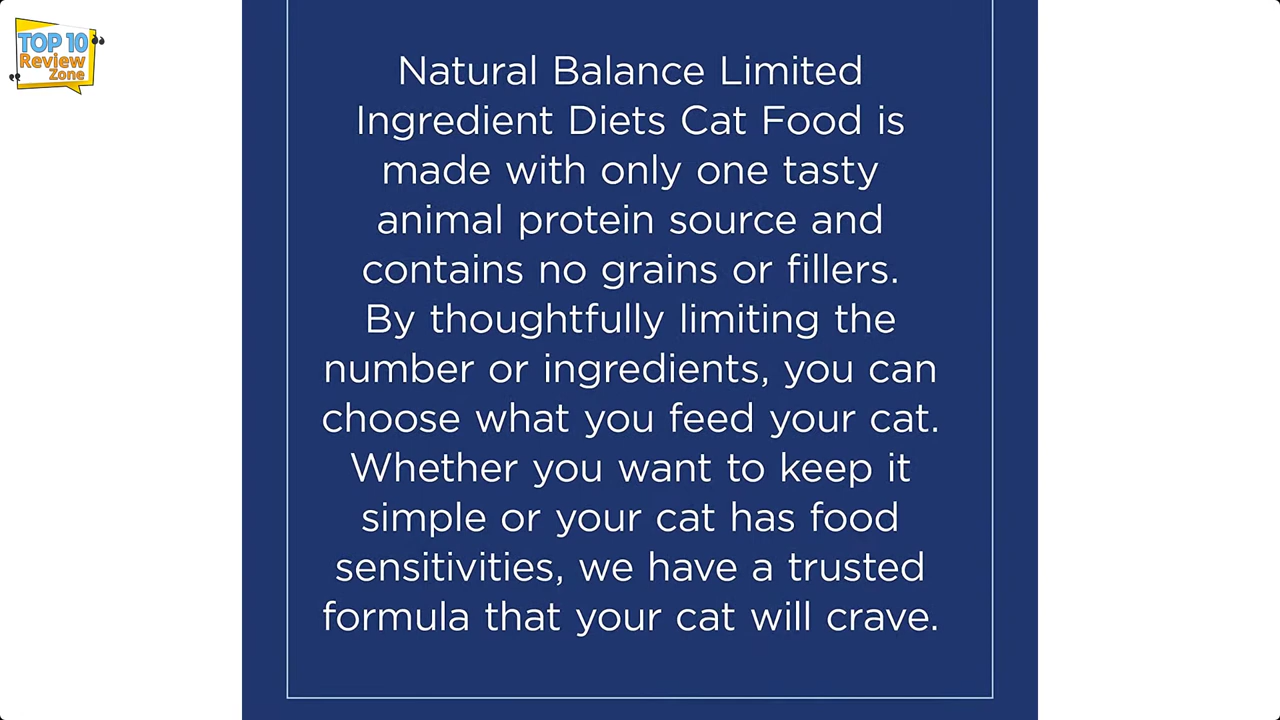 TOP 10
Review
Zone
Natural Balance Limited
Ingredient Diets Cat Food is
made with only one tasty
animal protein source and
contains no grains or fillers.
By thoughtfully limiting the
number or ingredients, you can
choose what you feed your cat.
Whether you want to keep it
simple or your cat has food
sensitivities, we have a trusted
formula that your cat will crave.